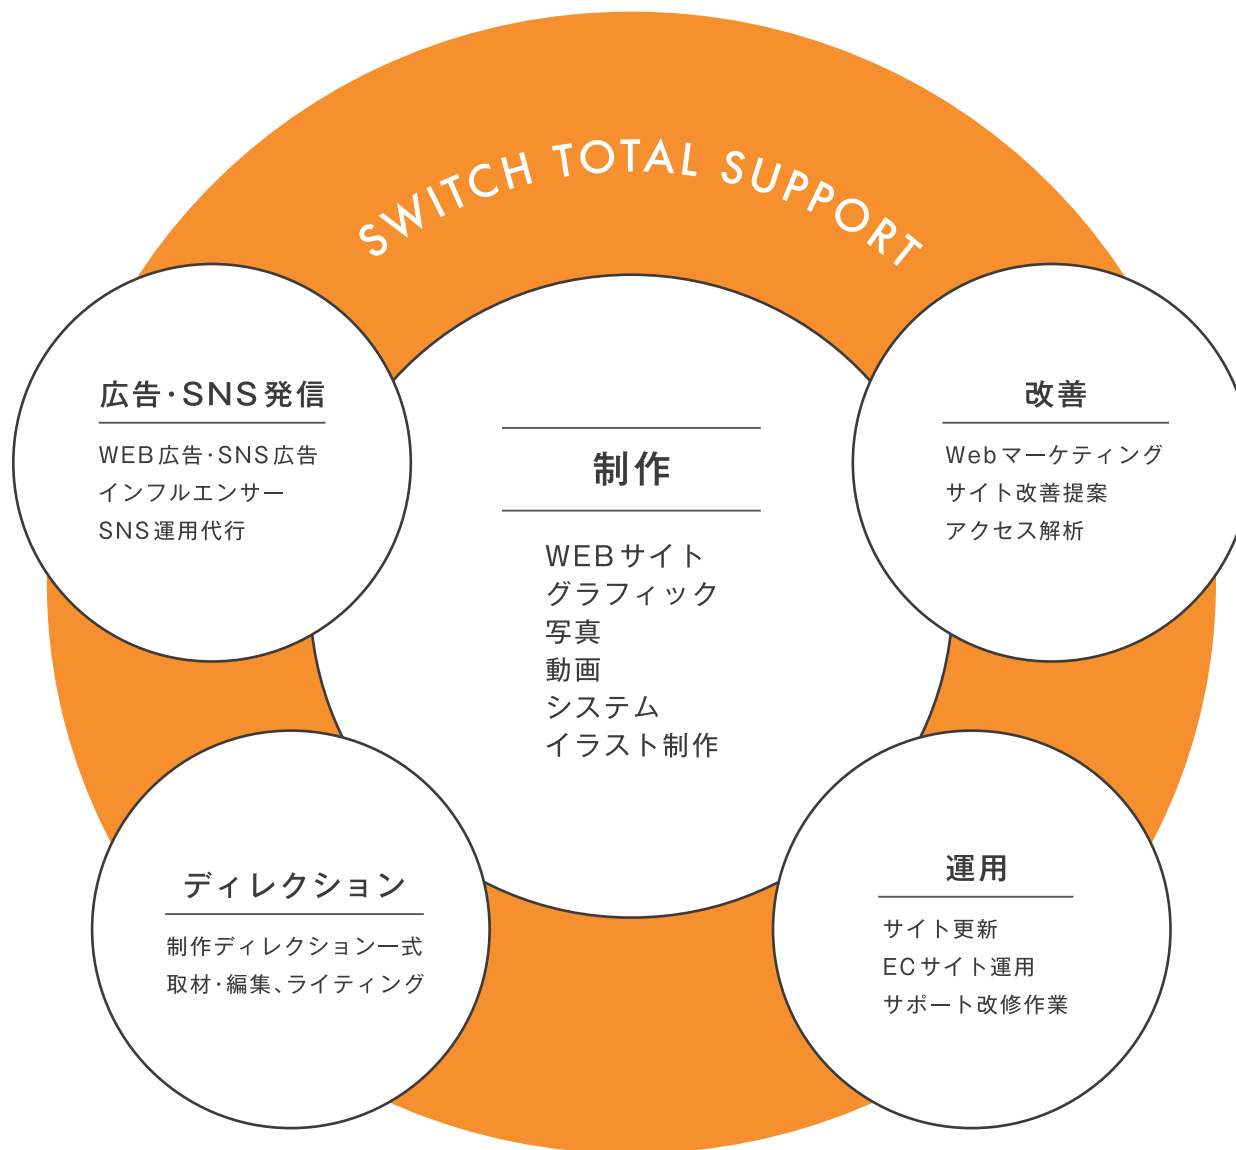 SWITCH TOTAL SUPPORT
広告・SNS発信
WEB広告・SNS広告
インフルエンサー
SNS運用代行
制作
WEBサイト
グラフィック
写真
動画
システム
イラスト制作
改善
Webマーケティング
サイト改善提案
アクセス解析
ディレクション
制作ディレクション一式
取材・編集、ライティング
運用
サイト更新
ECサイト運用
サポート改修作業